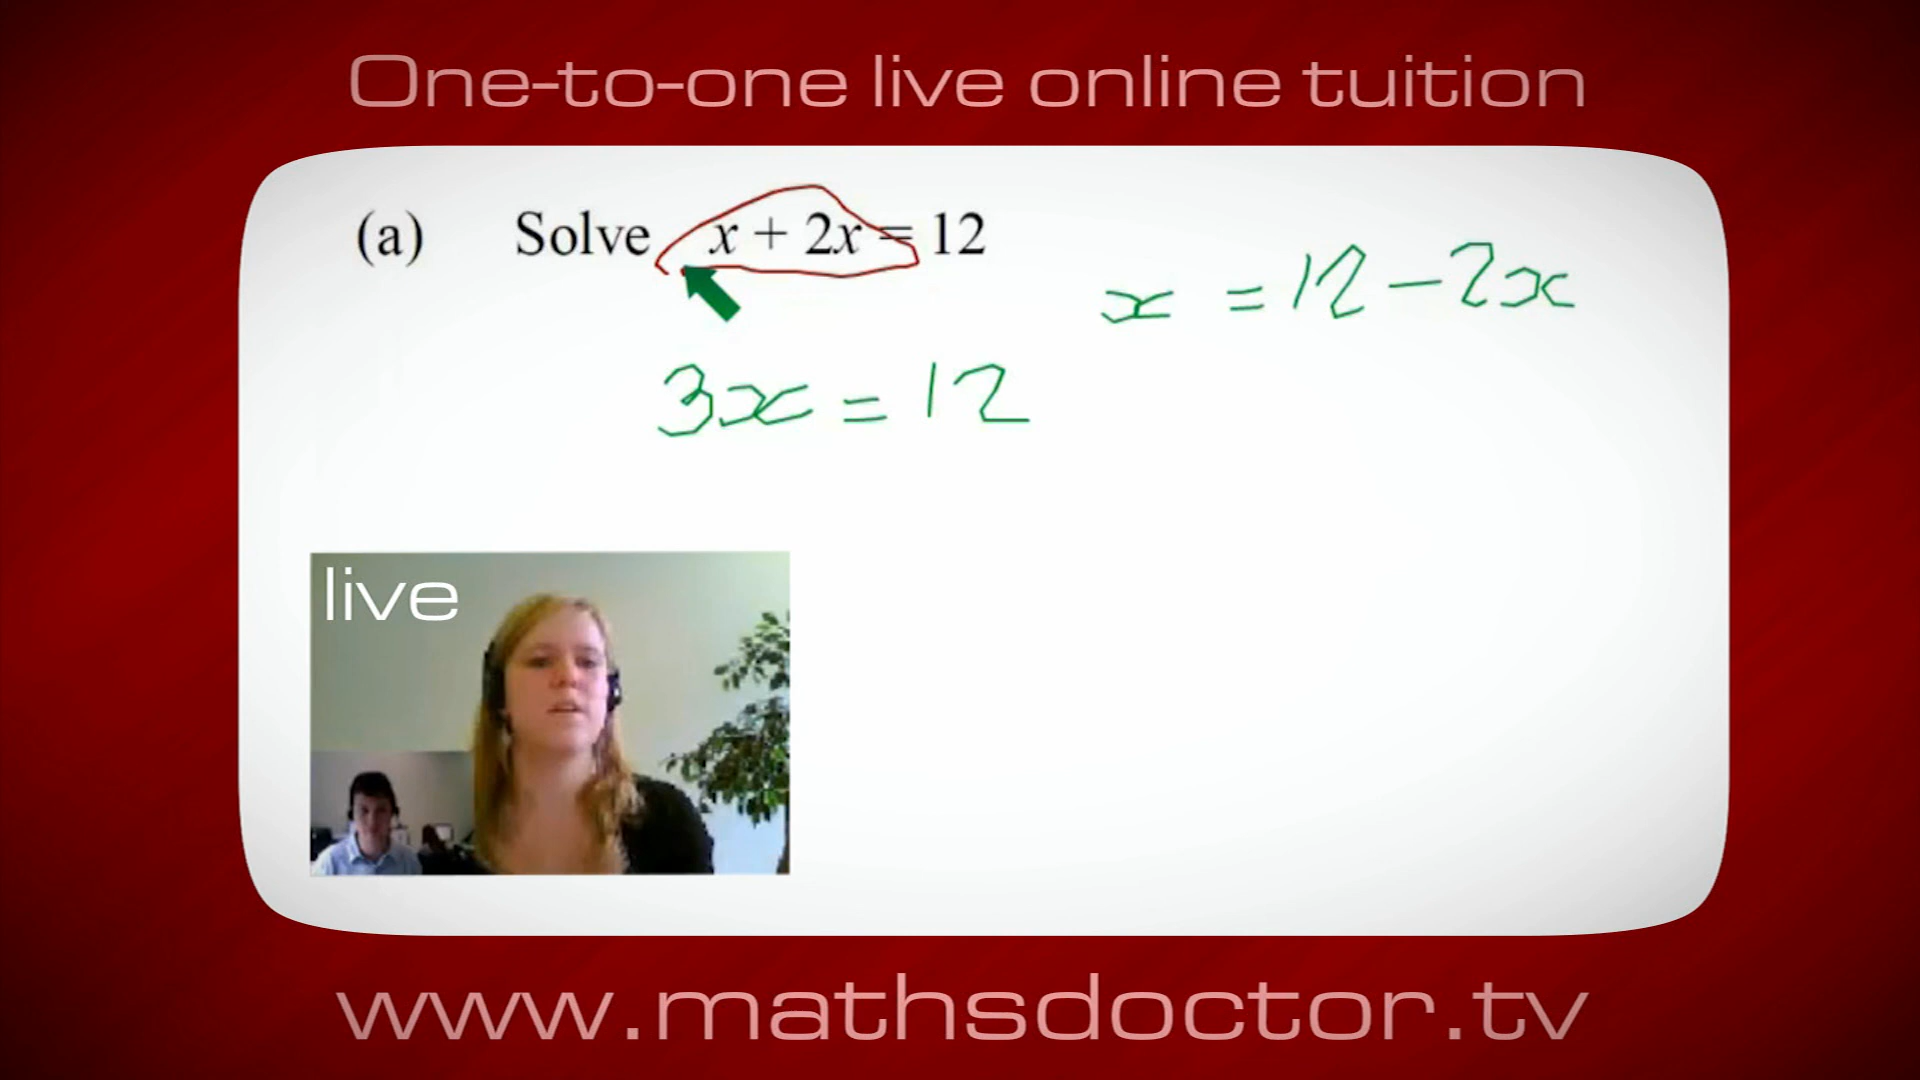 One-to-one live online tuition
(a) Solve x + 2x = 12
x = 12 - 2x
3x = 12
live
www.mathsdoctor.tv